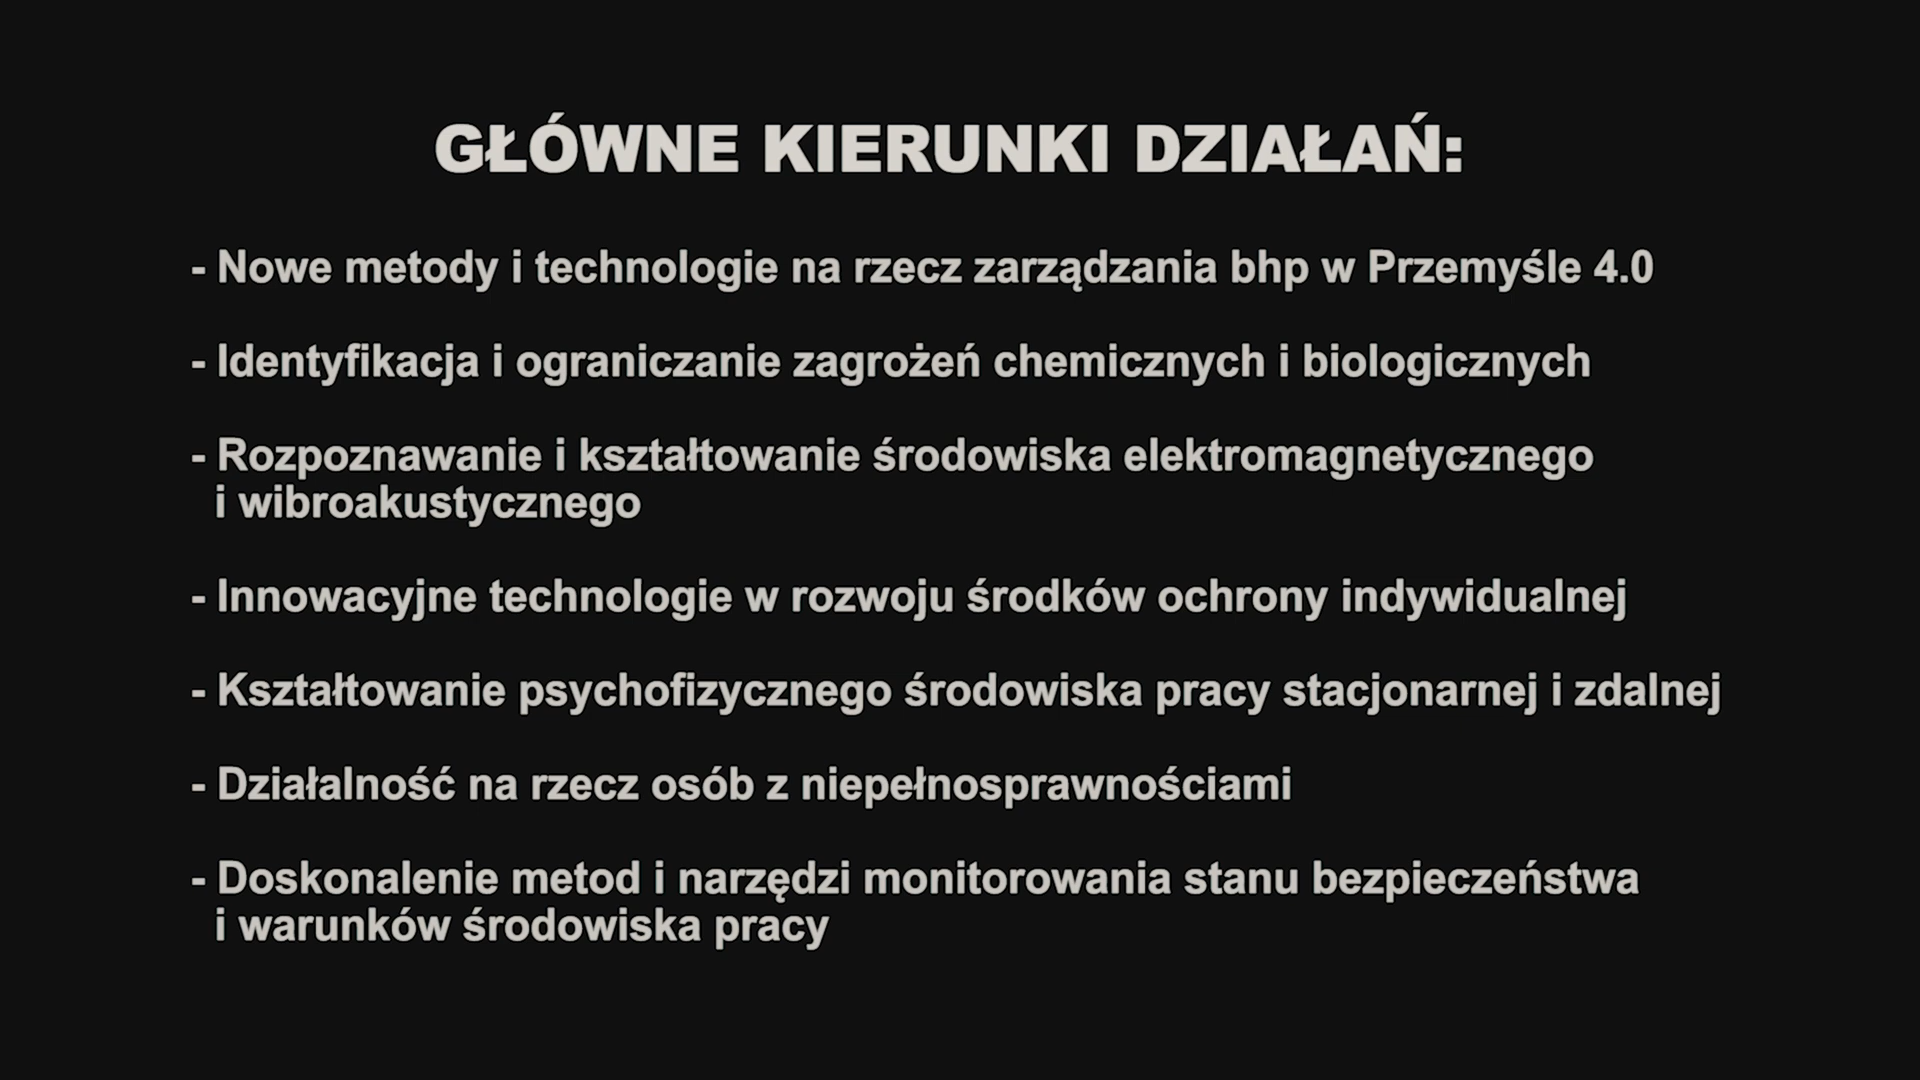 GŁÓWNE KIERUNKI DZIAŁAŃ:
- Nowe metody i technologie na rzecz zarządzania bhp w Przemyśle 4.0
- Identyfikacja i ograniczanie zagrożeń chemicznych i biologicznych
- Rozpoznawanie i kształtowanie środowiska elektromagnetycznego
i wibroakustycznego
- Innowacyjne technologie w rozwoju środków ochrony indywidualnej
- Kształtowanie psychofizycznego środowiska pracy stacjonarnej i zdalnej
- Działalność na rzecz osób z niepełnosprawnościami
- Doskonalenie metod i narzędzi monitorowania stanu bezpieczeństwa
i warunków środowiska pracy